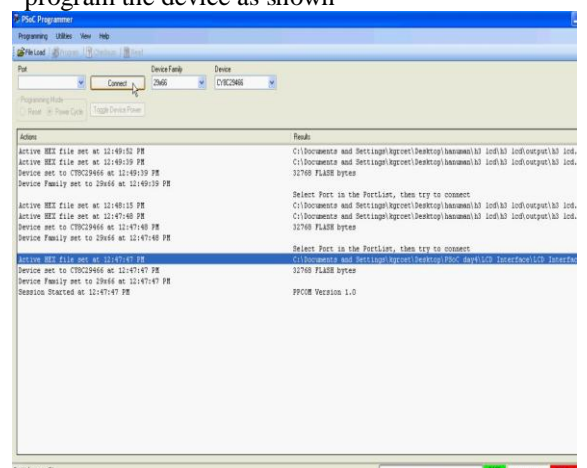 program the device as shown
PSoC Programmer
Programming Utilities View Help
File Load Program Checksum Read
Port Device Family Device
Connect 29x66 CY8C29466
Programming Mode
Reset Power Cycle Toggle Device Power
Actions Results
Active HEX file set at 12:49:52 PM C:\Documents and Settings\kgrcet\Desktop\hanuman\h3 lcd\h3 lcd\output\h3 lcd.
Active HEX file set at 12:49:39 PM C:\Documents and Settings\kgrcet\Desktop\hanuman\h3 lcd\h3 lcd\output\h3 lcd.
Device set to CY8C29466 at 12:49:39 PM 32768 FLASH bytes
Device Family set to 29x66 at 12:49:39 PM
Select Port in the PortList, then try to connect
Active HEX file set at 12:48:15 PM C:\Documents and Settings\kgrcet\Desktop\hanuman\h3 lcd\h3 lcd\output\h3 lcd.
Active HEX file set at 12:47:48 PM C:\Documents and Settings\kgrcet\Desktop\hanuman\h3 lcd\h3 lcd\output\h3 lcd.
Device set to CY8C29466 at 12:47:48 PM 32768 FLASH bytes
Device Family set to 29x66 at 12:47:48 PM
Select Port in the PortList, then try to connect
Active HEX file set at 12:47:47 PM C:\Documents and Settings\kgrcet\Desktop\PSoC day4\LCD Interface\LCD Interfac
Device set to CY8C29466 at 12:47:47 PM 32768 FLASH bytes
Device Family set to 29x66 at 12:47:47 PM
Session Started at 12:47:47 PM PPCOM Version 1.0